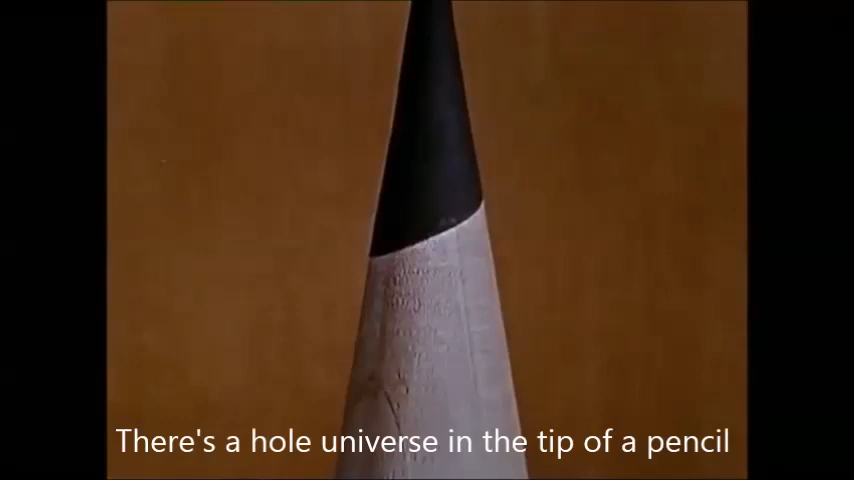 There's a hole universe in the tip of a pencil